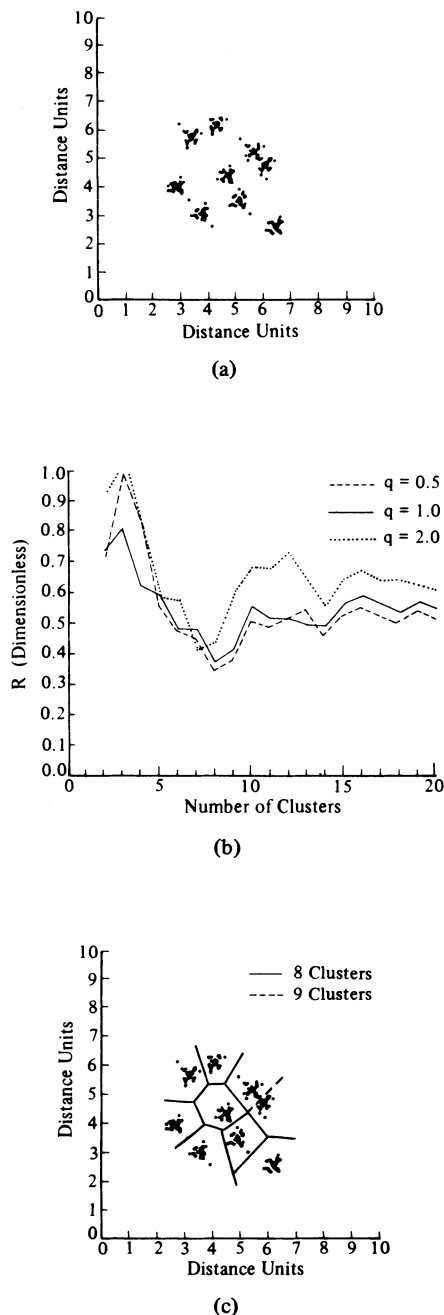 10
9
8
7
6
5
4
3
2
1
0
Distance Units
0 1 2 3 4 5 6 7 8 9 10
Distance Units
(a)
1.0
0.9
0.8
0.7
0.6
0.5
0.4
0.3
0.2
0.1
0.0
R (Dimensionless)
q = 0.5
q = 1.0
q = 2.0
0 5 10 15 20
Number of Clusters
(b)
10
9
8
7
6
5
4
3
2
1
0
Distance Units
8 Clusters
9 Clusters
0 1 2 3 4 5 6 7 8 9 10
Distance Units
(c)